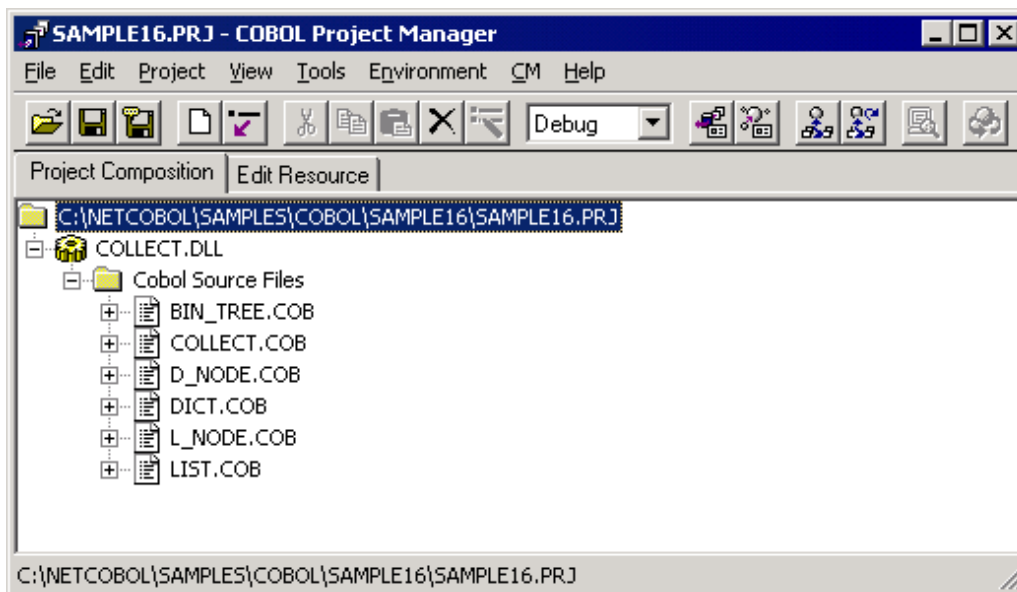 SAMPLE16.PRJ - COBOL Project Manager
File Edit Project View Tools Environment CM Help
Debug
Project Composition Edit Resource
C:\NETCOBOL\SAMPLES\COBOL\SAMPLE16\SAMPLE16.PRJ
COLLECT.DLL
Cobol Source Files
BIN_TREE.COB
COLLECT.COB
D_NODE.COB
DICT.COB
L_NODE.COB
LIST.COB
C:\NETCOBOL\SAMPLES\COBOL\SAMPLE16\SAMPLE16.PRJ